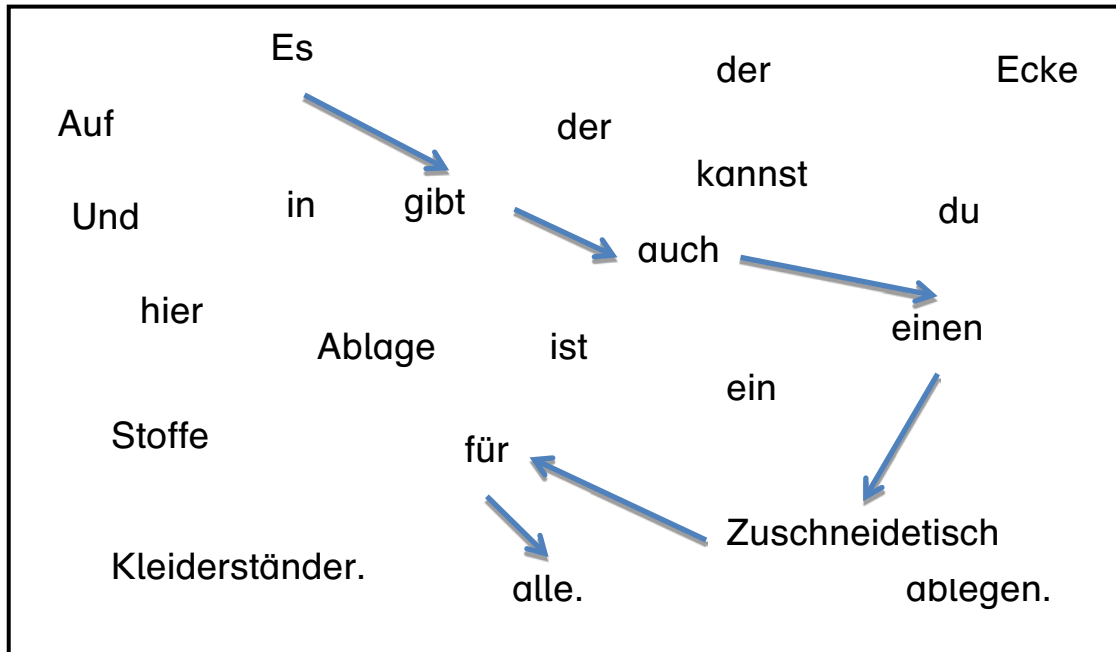 Es
der
Ecke
Auf
der
kannst
Und
in
gibt
du
auch
hier
einen
Ablage
ist
ein
Stoffe
für
Zuschneidetisch
Kleiderständer.
alle.
ablegen.